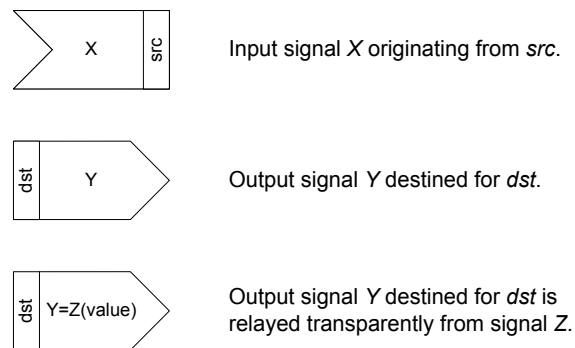 X
src
Input signal X originating from src.
dst
Y
Output signal Y destined for dst.
dst
Y=Z(value)
Output signal Y destined for dst is
relayed transparently from signal Z.